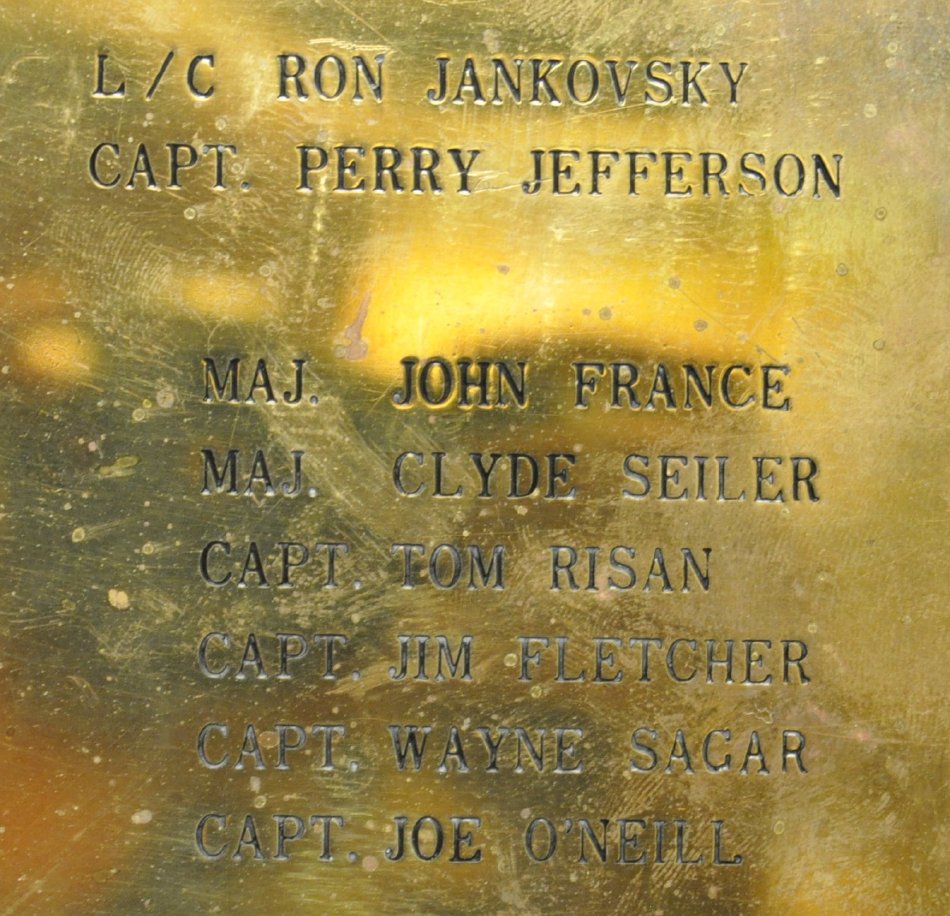 L/C RON JANKOVSKY
CAPT. PERRY JEFFERSON
MAJ. JOHN FRANCE
MAJ. CLYDE SEILER
CAPT. TOM RISAN
CAPT. JIM FLETCHER
CAPT. WAYNE SAGAR
CAPT. JOE O'NEILL